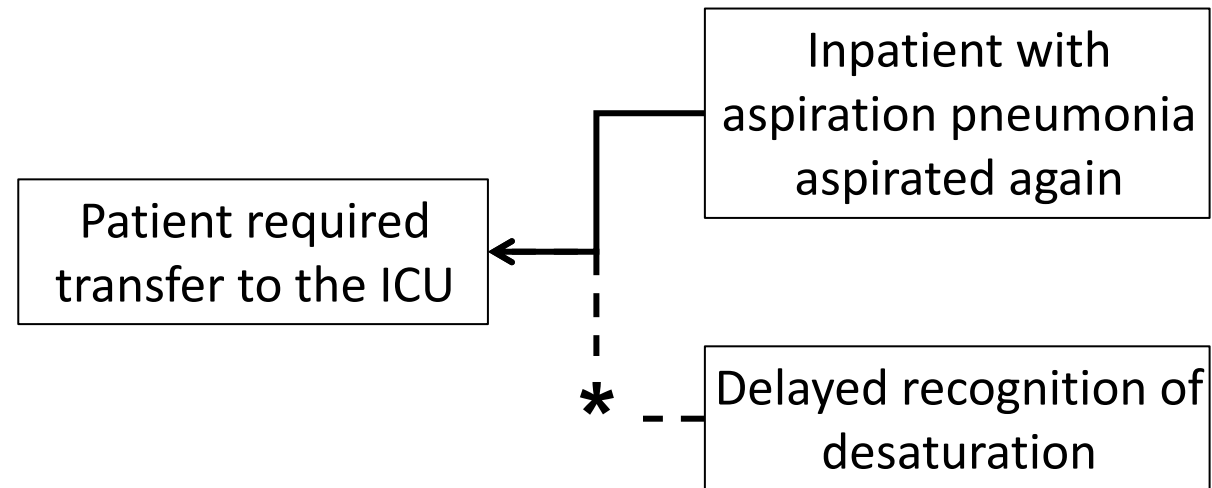 Inpatient with
aspiration pneumonia
aspirated again
Patient required
transfer to the ICU
*
Delayed recognition of
desaturation